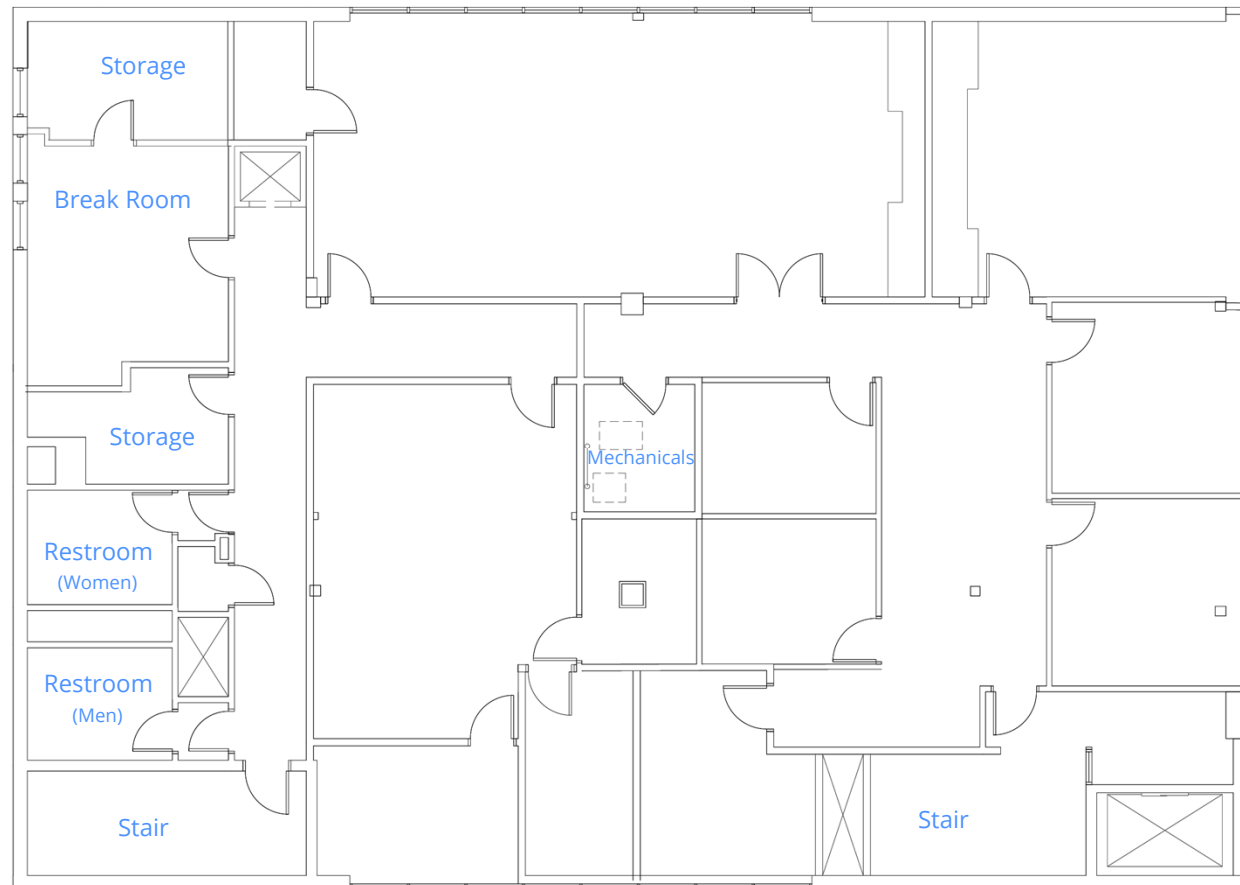 Storage
Break Room
Storage
Mechanicals
Restroom
(Women)
Restroom
(Men)
Stair
Stair